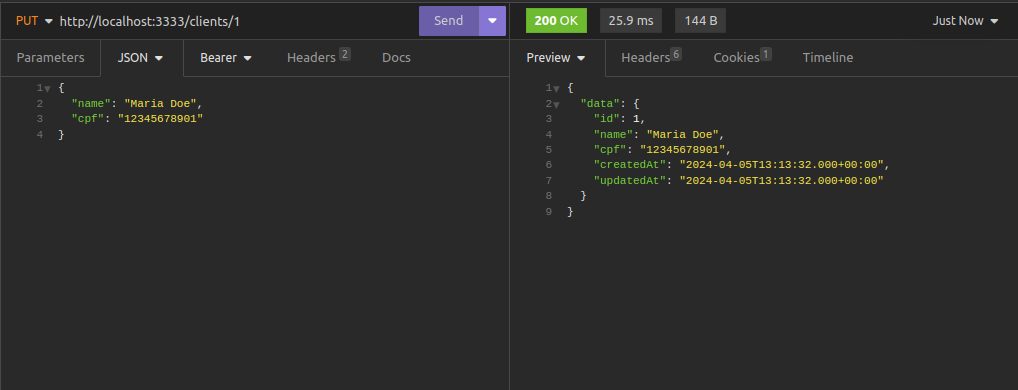 PUT http://localhost:3333/clients/1 Send
200 OK 25.9 ms 144 B Just Now
Parameters JSON Bearer Headers 2 Docs
Preview Headers 6 Cookies 1 Timeline
1 {
2 "name": "Maria Doe",
3 "cpf": "12345678901"
4 }
1 {
2 "data": {
3 "id": 1,
4 "name": "Maria Doe",
5 "cpf": "12345678901",
6 "createdAt": "2024-04-05T13:13:32.000+00:00",
7 "updatedAt": "2024-04-05T13:13:32.000+00:00"
8 }
9 }